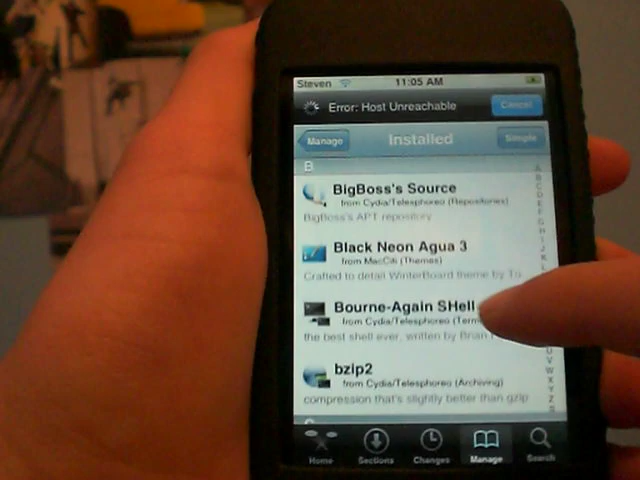 Steven 11:05 AM
Error: Host Unreachable Cancel
Manage Installed Simple
B
BigBoss's Source
from Cydia/Telesphoreo (Repositories)
BigBoss's APT repository
Black Neon Agua 3
from MacCiti (Themes)
Crafted to detail WinterBoard theme by To
Bourne-Again SHell
from Cydia/Telesphoreo (Term
the best shell ever, written by Brian
bzip2
from Cydia/Telesphoreo (Archiving)
compression that's slightly better than gzip
A
B
C
D
E
F
G
H
I
J
K
L
U
V
W
X
Y
Z
Home Sections Changes Manage Search